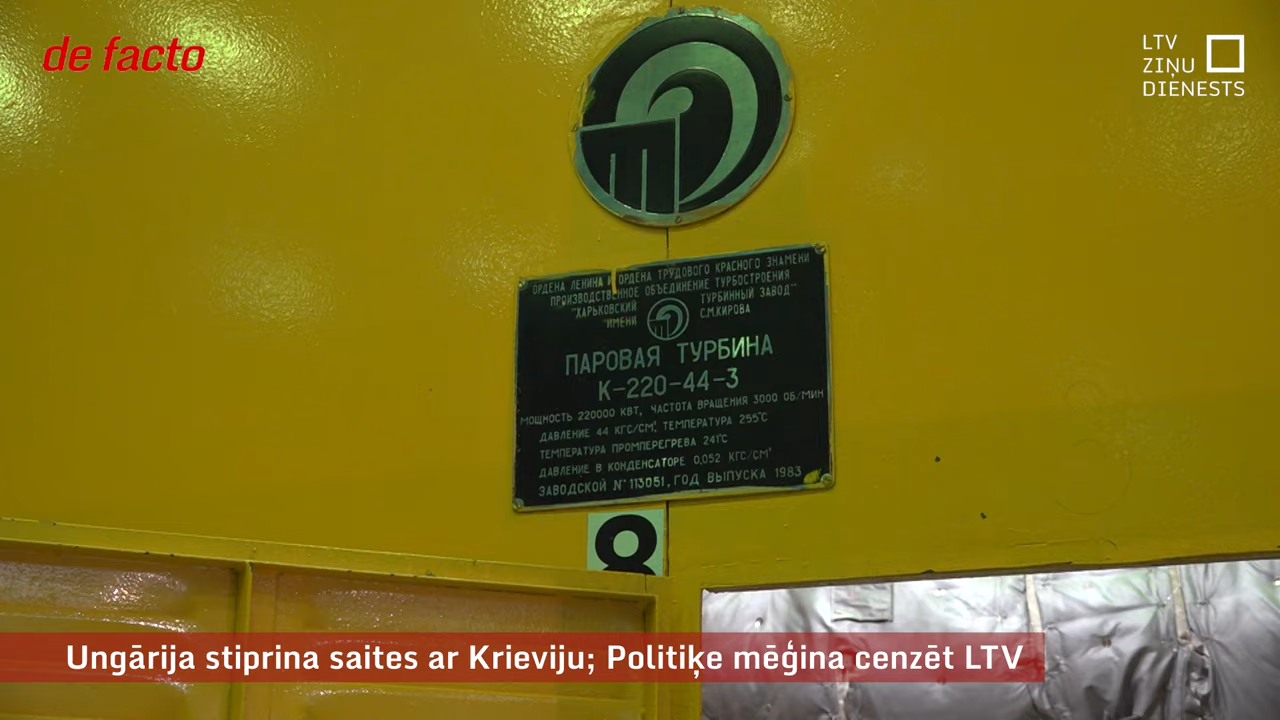 de facto
LTV
ZIŅU
DIENESTS
ОРДЕНА ЛЕНИНА И ОРДЕНА ТРУДОВОГО КРАСНОГО ЗНАМЕНИ
ПРОИЗВОДСТВЕННОЕ ОБЪЕДИНЕНИЕ ТУРБОСТРОЕНИЯ
"ХАРЬКОВСКИЙ ТУРБИННЫЙ ЗАВОД"
"ИМЕНИ С.М.КИРОВА
ПАРОВАЯ ТУРБИНА
К-220-44-3
МОЩНОСТЬ 220000 КВТ, ЧАСТОТА ВРАЩЕНИЯ 3000 ОБ/МИН
ДАВЛЕНИЕ 44 КГС/СМ², ТЕМПЕРАТУРА 255°С
ТЕМПЕРАТУРА ПРОМПЕРЕГРЕВА 241°С
ДАВЛЕНИЕ В КОНДЕНСАТОРЕ 0,052 КГС/СМ²
ЗАВОДСКОЙ № 113051, ГОД ВЫПУСКА 1983
8
Ungārija stiprina saites ar Krieviju; Politiķe mēģina cenzēt LTV